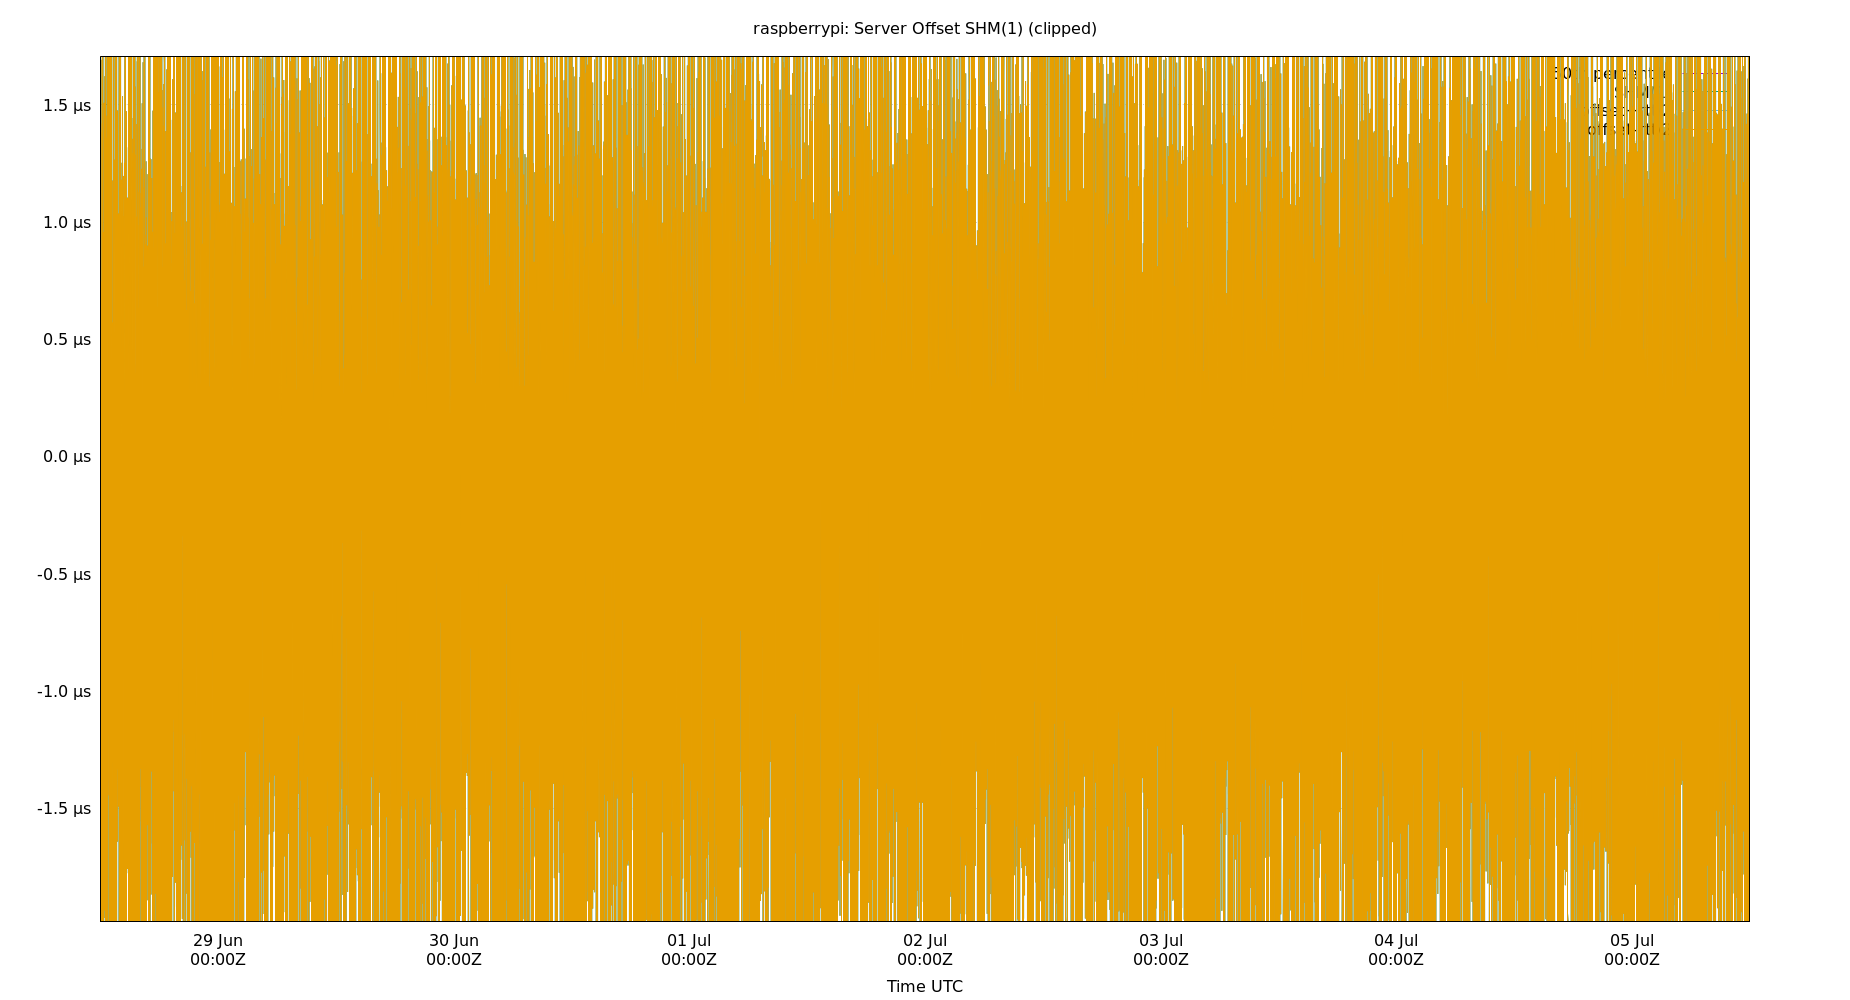 raspberrypi: Server Offset SHM(1) (clipped)
1.5 µs
1.0 µs
0.5 µs
0.0 µs
-0.5 µs
-1.0 µs
-1.5 µs
29 Jun 30 Jun 01 Jul 02 Jul 03 Jul 04 Jul 05 Jul
00:00Z 00:00Z 00:00Z 00:00Z 00:00Z 00:00Z 00:00Z
Time UTC